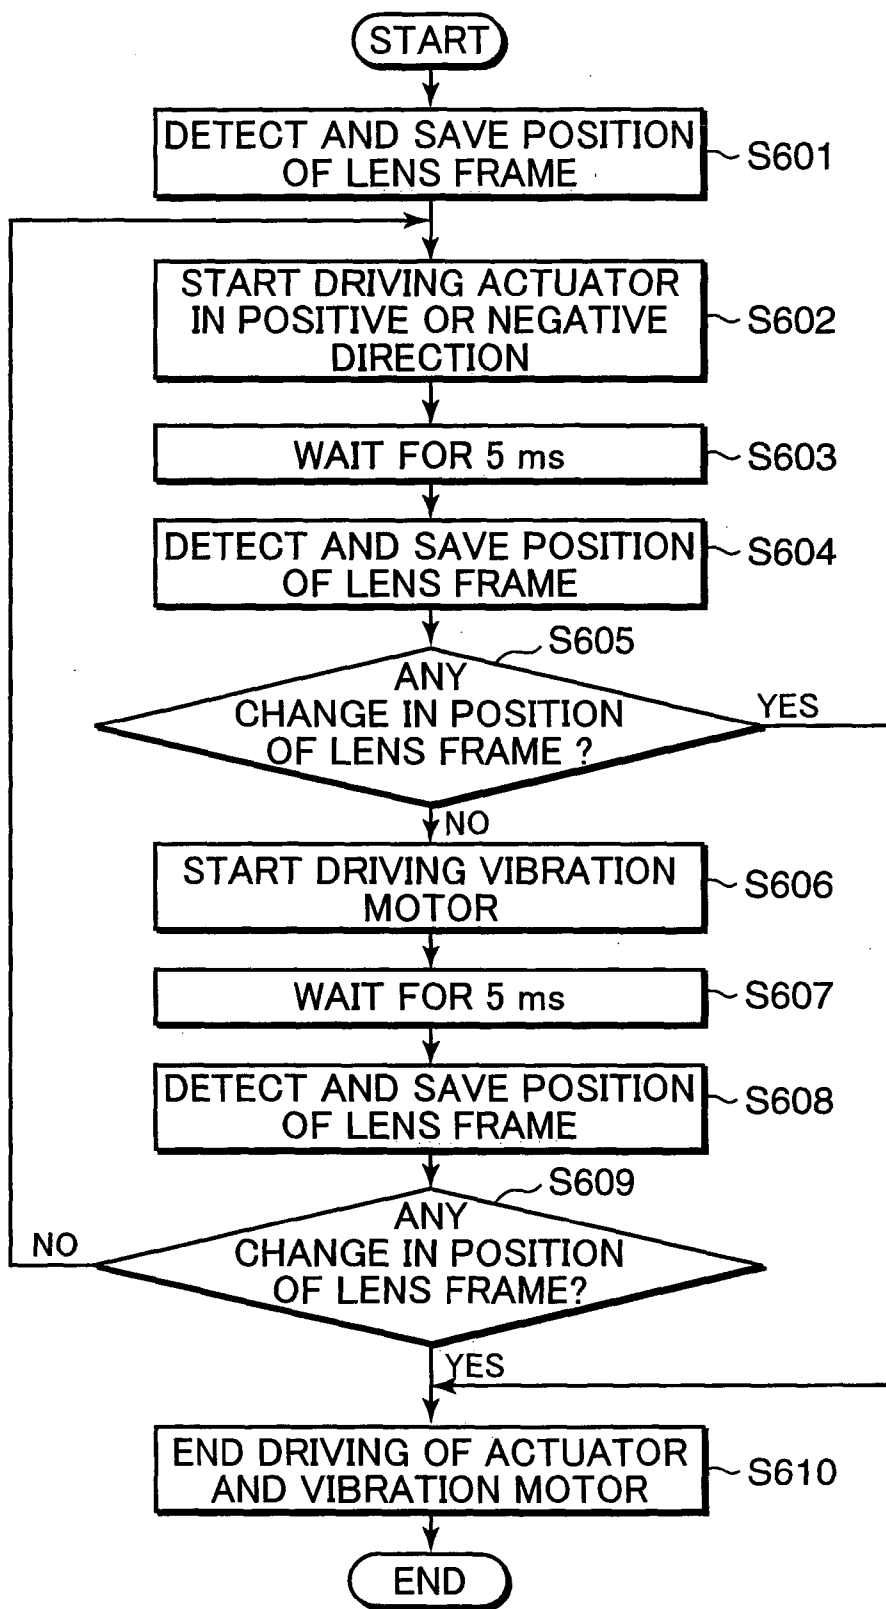 START
DETECT AND SAVE POSITION
OF LENS FRAME
S601
START DRIVING ACTUATOR
IN POSITIVE OR NEGATIVE
DIRECTION
S602
WAIT FOR 5 ms
S603
DETECT AND SAVE POSITION
OF LENS FRAME
S604
S605
ANY
CHANGE IN POSITION
OF LENS FRAME ?
YES
NO
START DRIVING VIBRATION
MOTOR
S606
WAIT FOR 5 ms
S607
DETECT AND SAVE POSITION
OF LENS FRAME
S608
S609
ANY
CHANGE IN POSITION
OF LENS FRAME?
NO
YES
END DRIVING OF ACTUATOR
AND VIBRATION MOTOR
S610
END